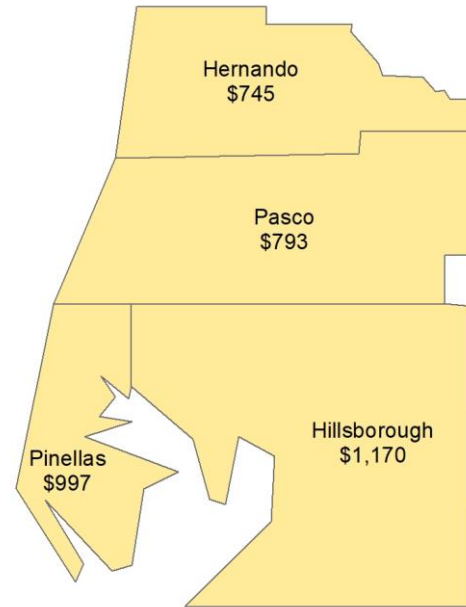 Hernando
$745
Pasco
$793
Hillsborough
$1,170
Pinellas
$997